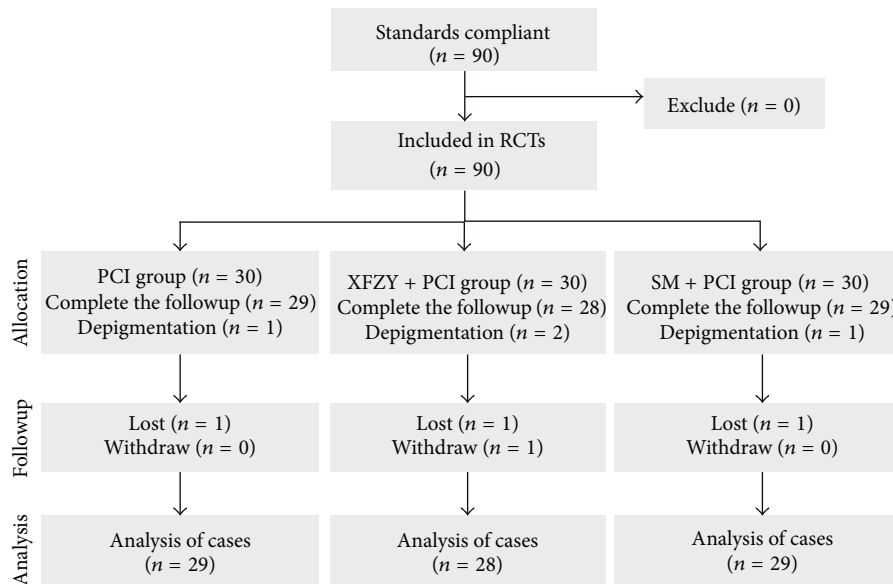 Standards compliant
(n = 90)
Exclude (n = 0)
Included in RCTs
(n = 90)
Allocation
PCI group (n = 30)
Complete the followup (n = 29)
Depigmentation (n = 1)
XFZY + PCI group (n = 30)
Complete the followup (n = 28)
Depigmentation (n = 2)
SM + PCI group (n = 30)
Complete the followup (n = 29)
Depigmentation (n = 1)
Followup
Lost (n = 1)
Withdraw (n = 0)
Lost (n = 1)
Withdraw (n = 1)
Lost (n = 1)
Withdraw (n = 0)
Analysis
Analysis of cases
(n = 29)
Analysis of cases
(n = 28)
Analysis of cases
(n = 29)